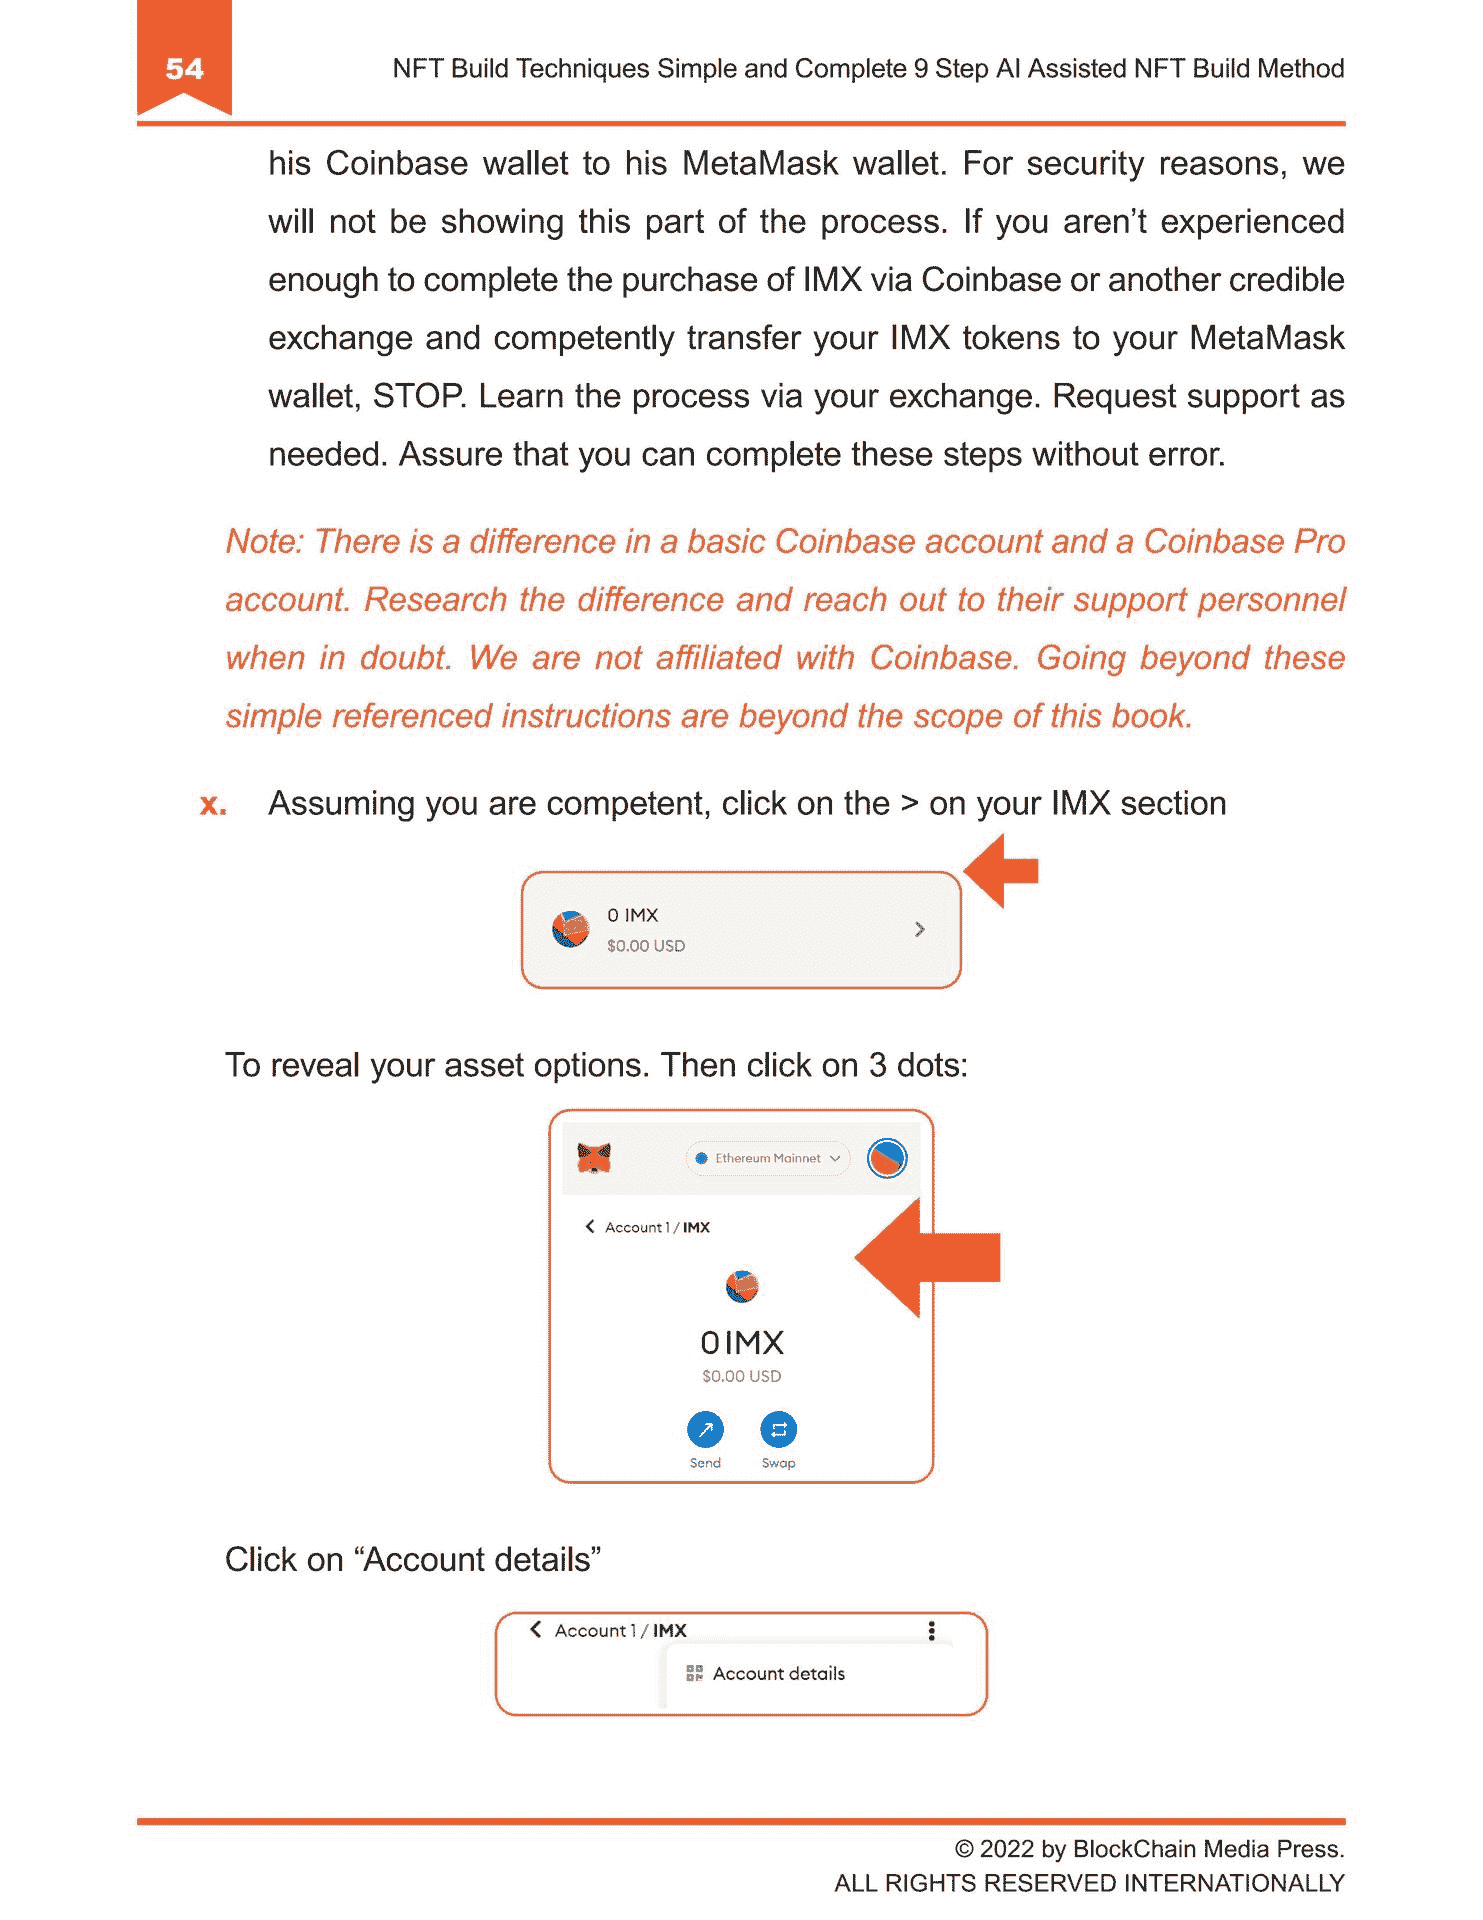 54
NFT Build Techniques Simple and Complete 9 Step AI Assisted NFT Build Method
his Coinbase wallet to his MetaMask wallet. For security reasons, we
will not be showing this part of the process. If you aren’t experienced
enough to complete the purchase of IMX via Coinbase or another credible
exchange and competently transfer your IMX tokens to your MetaMask
wallet, STOP. Learn the process via your exchange. Request support as
needed. Assure that you can complete these steps without error.
Note: There is a difference in a basic Coinbase account and a Coinbase Pro
account. Research the difference and reach out to their support personnel
when in doubt. We are not affiliated with Coinbase. Going beyond these
simple referenced instructions are beyond the scope of this book.
x. Assuming you are competent, click on the > on your IMX section
0 IMX
$0.00 USD
To reveal your asset options. Then click on 3 dots:
Ethereum Mainnet
Account 1 / IMX
0 IMX
$0.00 USD
Send Swap
Click on “Account details”
Account 1 / IMX
Account details
© 2022 by BlockChain Media Press.
ALL RIGHTS RESERVED INTERNATIONALLY